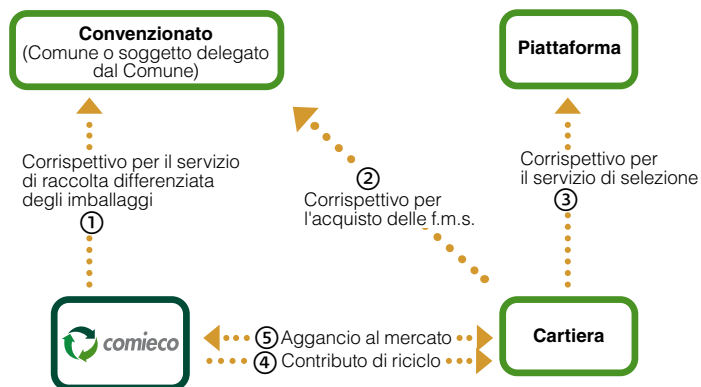 Convenzionato
(Comune o soggetto delegato
dal Comune)
Piattaforma
Corrispettivo per il servizio
di raccolta differenziata
degli imballaggi
①
②
Corrispettivo per
l'acquisto delle f.m.s.
Corrispettivo per
il servizio di selezione
③
comieco
⑤ Aggancio al mercato
④ Contributo di riciclo
Cartiera